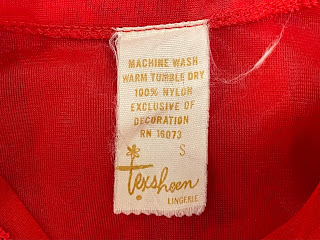 MACHINE WASH
WARM TUMBLE DRY
100% NYLON
EXCLUSIVE OF
DECORATION
RN 16073
S
Texsheen
LINGERIE